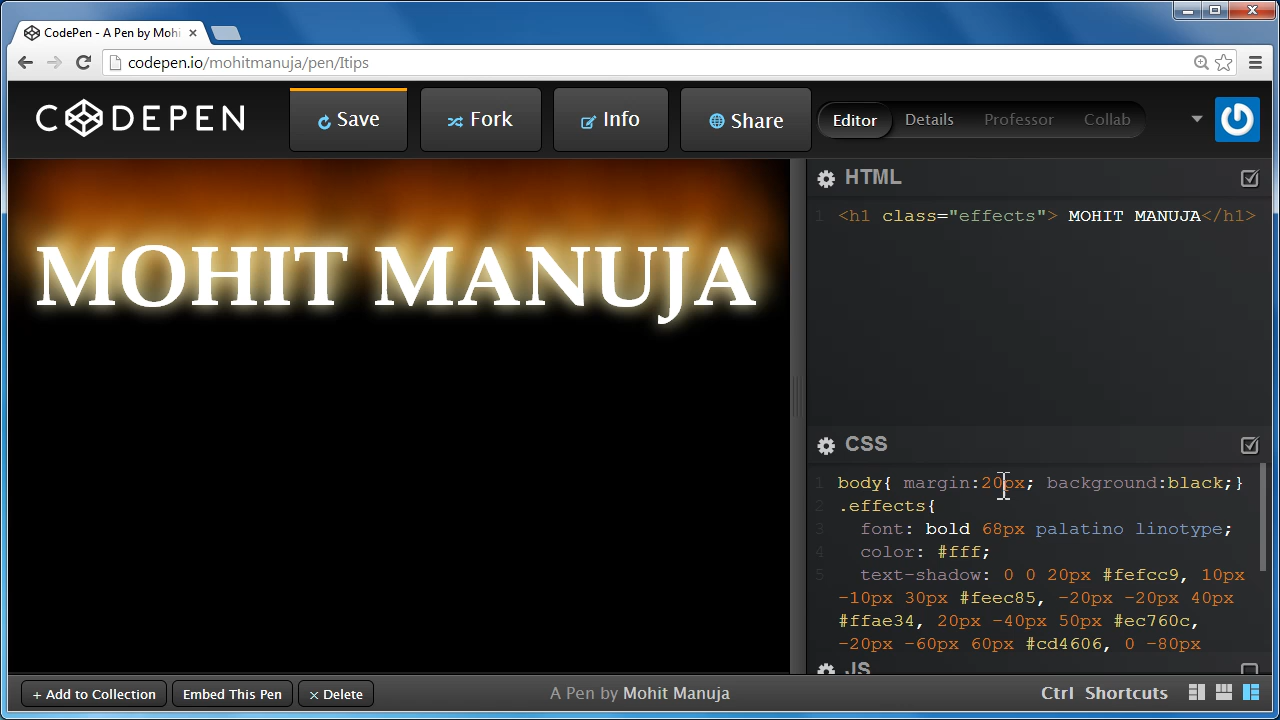 CodePen - A Pen by Mohi
codepen.io/mohitmanuja/pen/Itips
CODEPEN
Save
Fork
Info
Share
Editor
Details
Professor
Collab
MOHIT MANUJA
HTML
1 <h1 class="effects"> MOHIT MANUJA</h1>
CSS
1 body{ margin:20px; background:black;}
2 .effects{
3 font: bold 68px palatino linotype;
4 color: #fff;
5 text-shadow: 0 0 20px #fefcc9, 10px
-10px 30px #feec85, -20px -20px 40px
#ffae34, 20px -40px 50px #ec760c,
-20px -60px 60px #cd4606, 0 -80px
JS
+ Add to Collection
Embed This Pen
× Delete
A Pen by Mohit Manuja
Ctrl Shortcuts